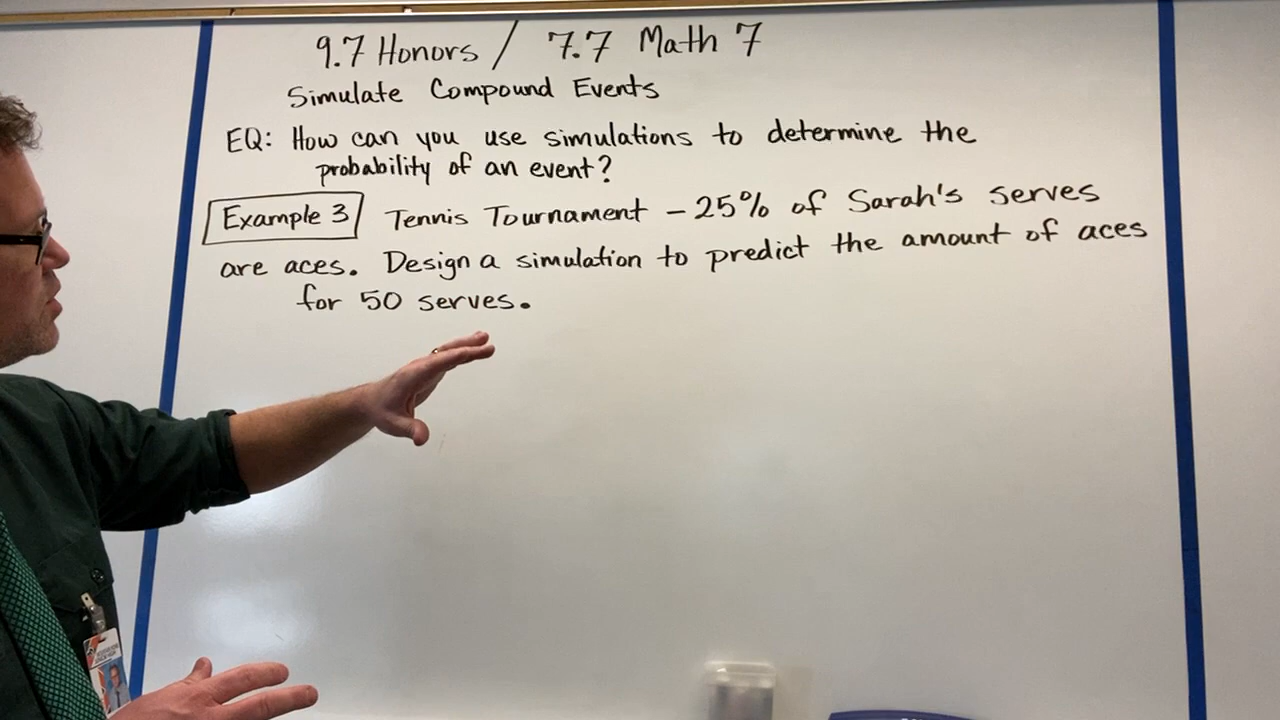 9.7 Honors / 7.7 Math 7
Simulate Compound Events
EQ: How can you use simulations to determine the
probability of an event?
Example 3 Tennis Tournament - 25% of Sarah's serves
are aces. Design a simulation to predict the amount of aces
for 50 serves.